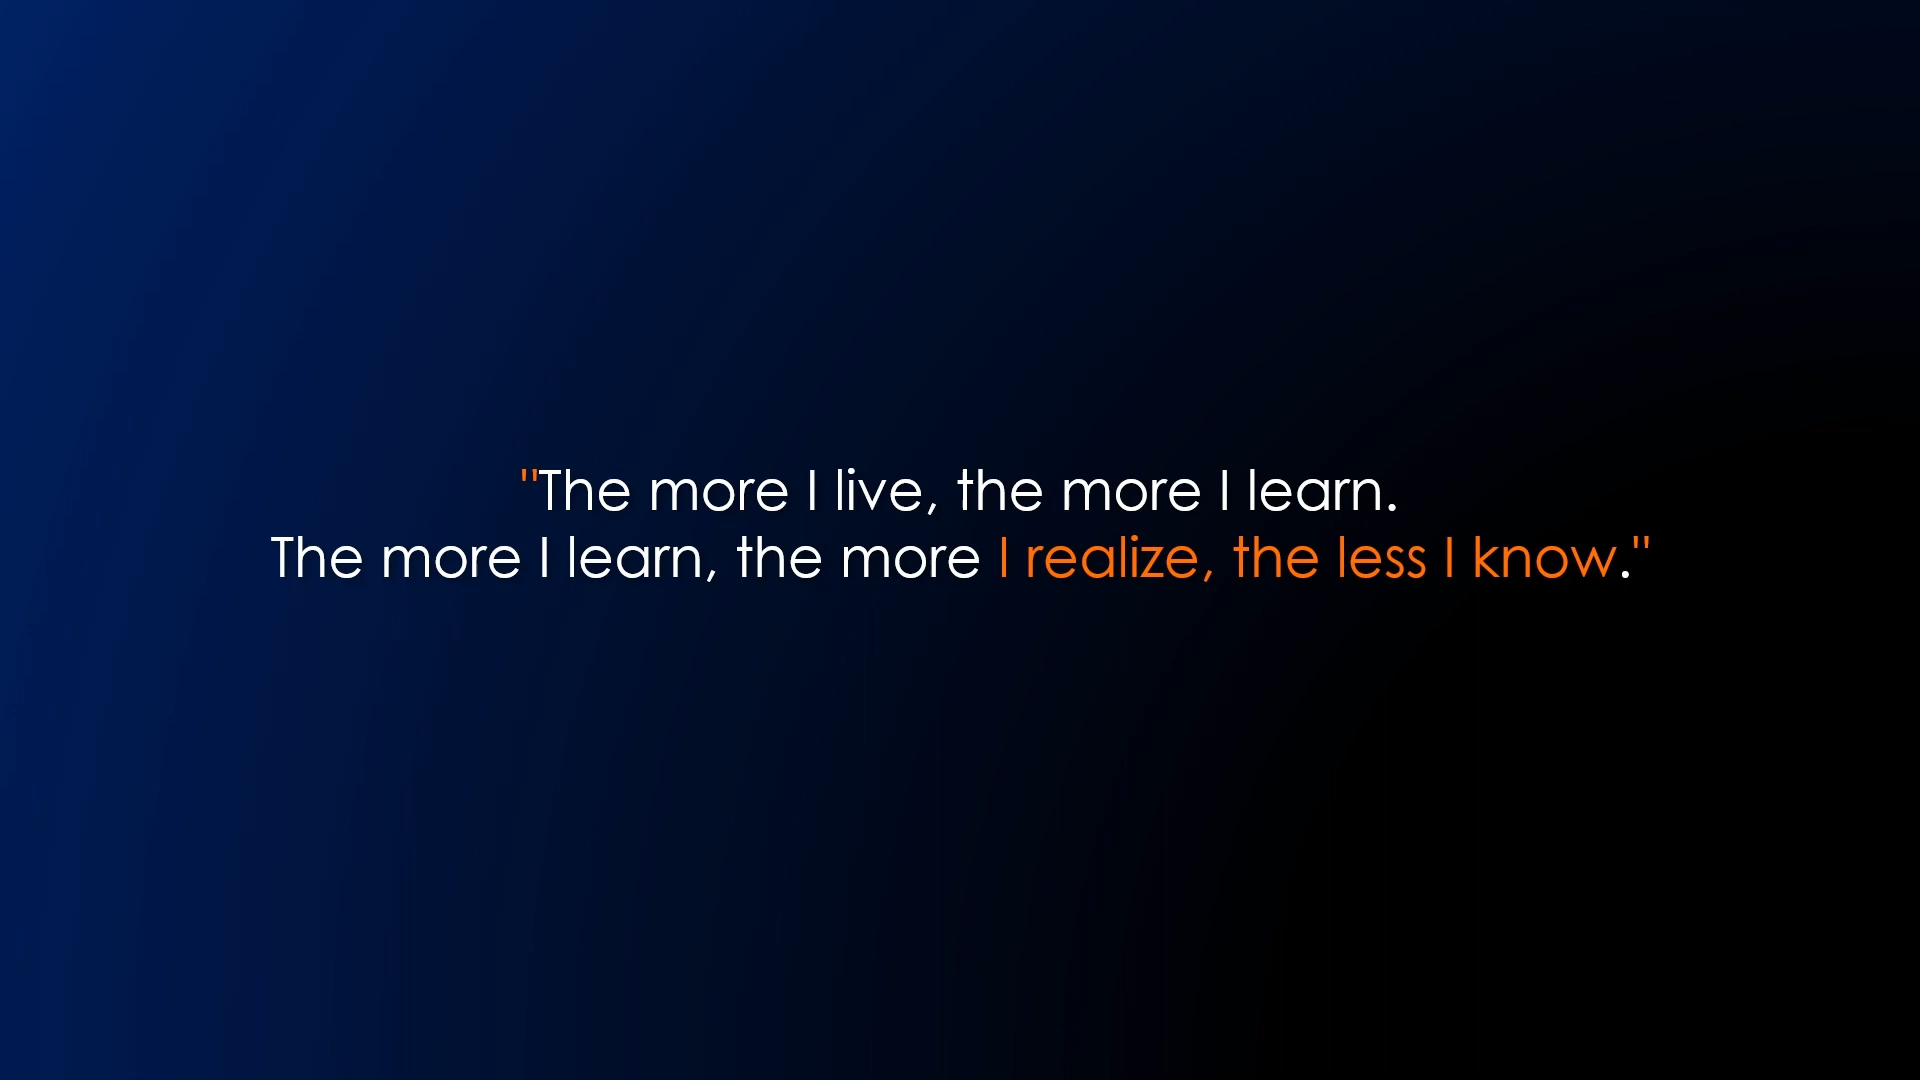 "The more I live, the more I learn.
The more I learn, the more I realize, the less I know."